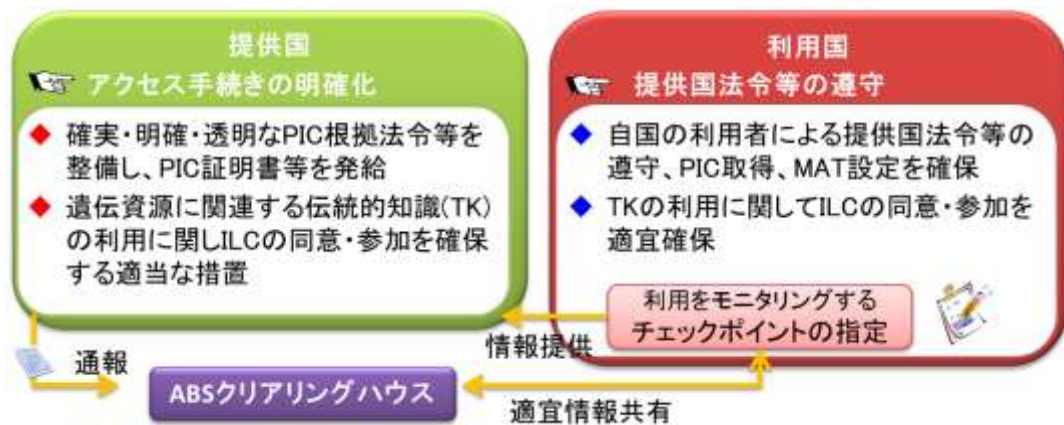 提供国
アクセス手続きの明確化
確実・明確・透明なPIC根拠法令等を
整備し、PIC証明書等を発給
遺伝資源に関連する伝統的知識(TK)
の利用に関しILCの同意・参加を確保
する適当な措置
利用国
提供国法令等の遵守
自国の利用者による提供国法令等の
遵守、PIC取得、MAT設定を確保
TKの利用に関してILCの同意・参加を
適宜確保
利用をモニタリングする
チェックポイントの指定
情報提供
通報
ABSクリアリングハウス
適宜情報共有